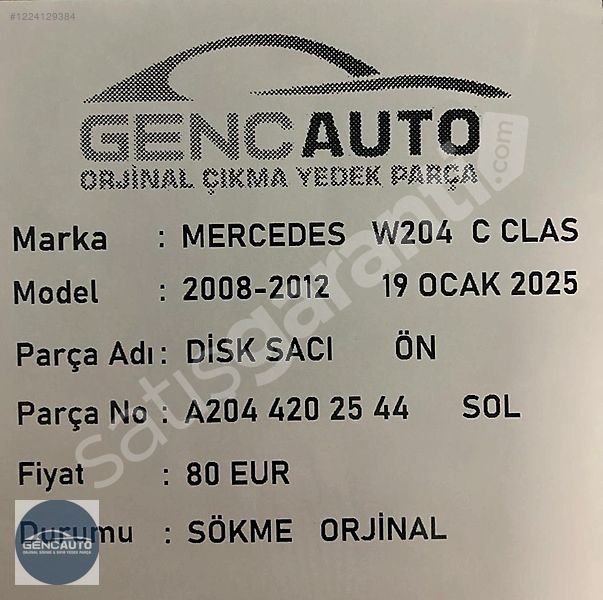 #1224129384
GENCAUTO
ORJİNAL ÇIKMA YEDEK PARÇA
Marka : MERCEDES W204 C CLAS
Model : 2008-2012 19 OCAK 2025
Parça Adı : DİSK SACI ÖN
Parça No : A204 420 25 44 SOL
Fiyat : 80 EUR
Durumu : SÖKME ORJİNAL
satışgaranti.com
GENCAUTO